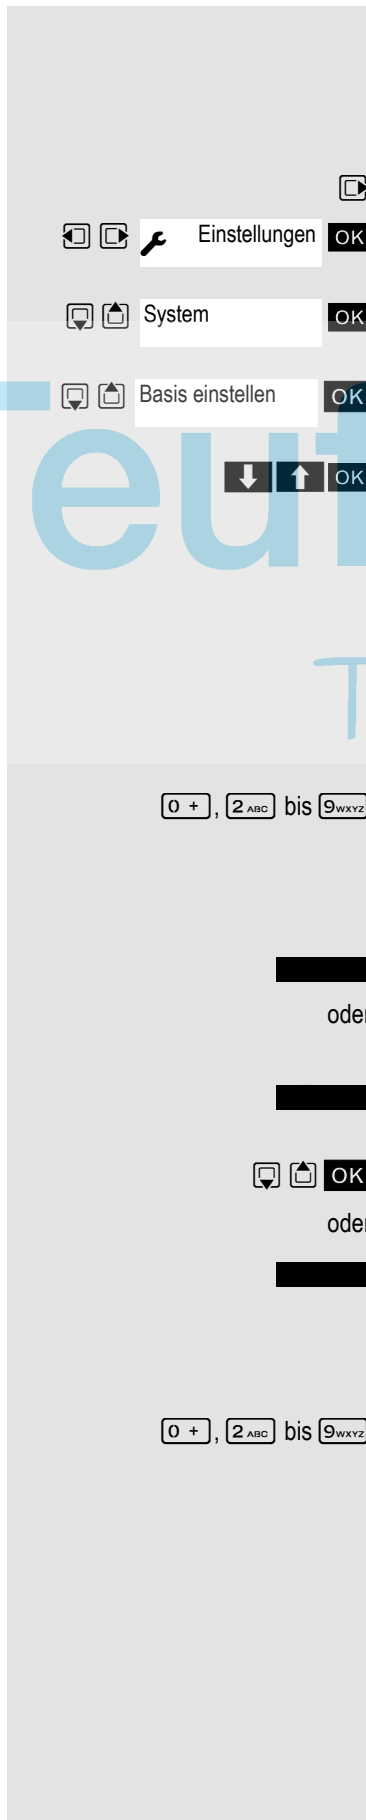 Einstellungen OK
System OK
Basis einstellen OK
OK
euf
T
0 +, 2 ABC bis 9 WXYZ
oder
OK
oder
0 +, 2 ABC bis 9 WXYZ